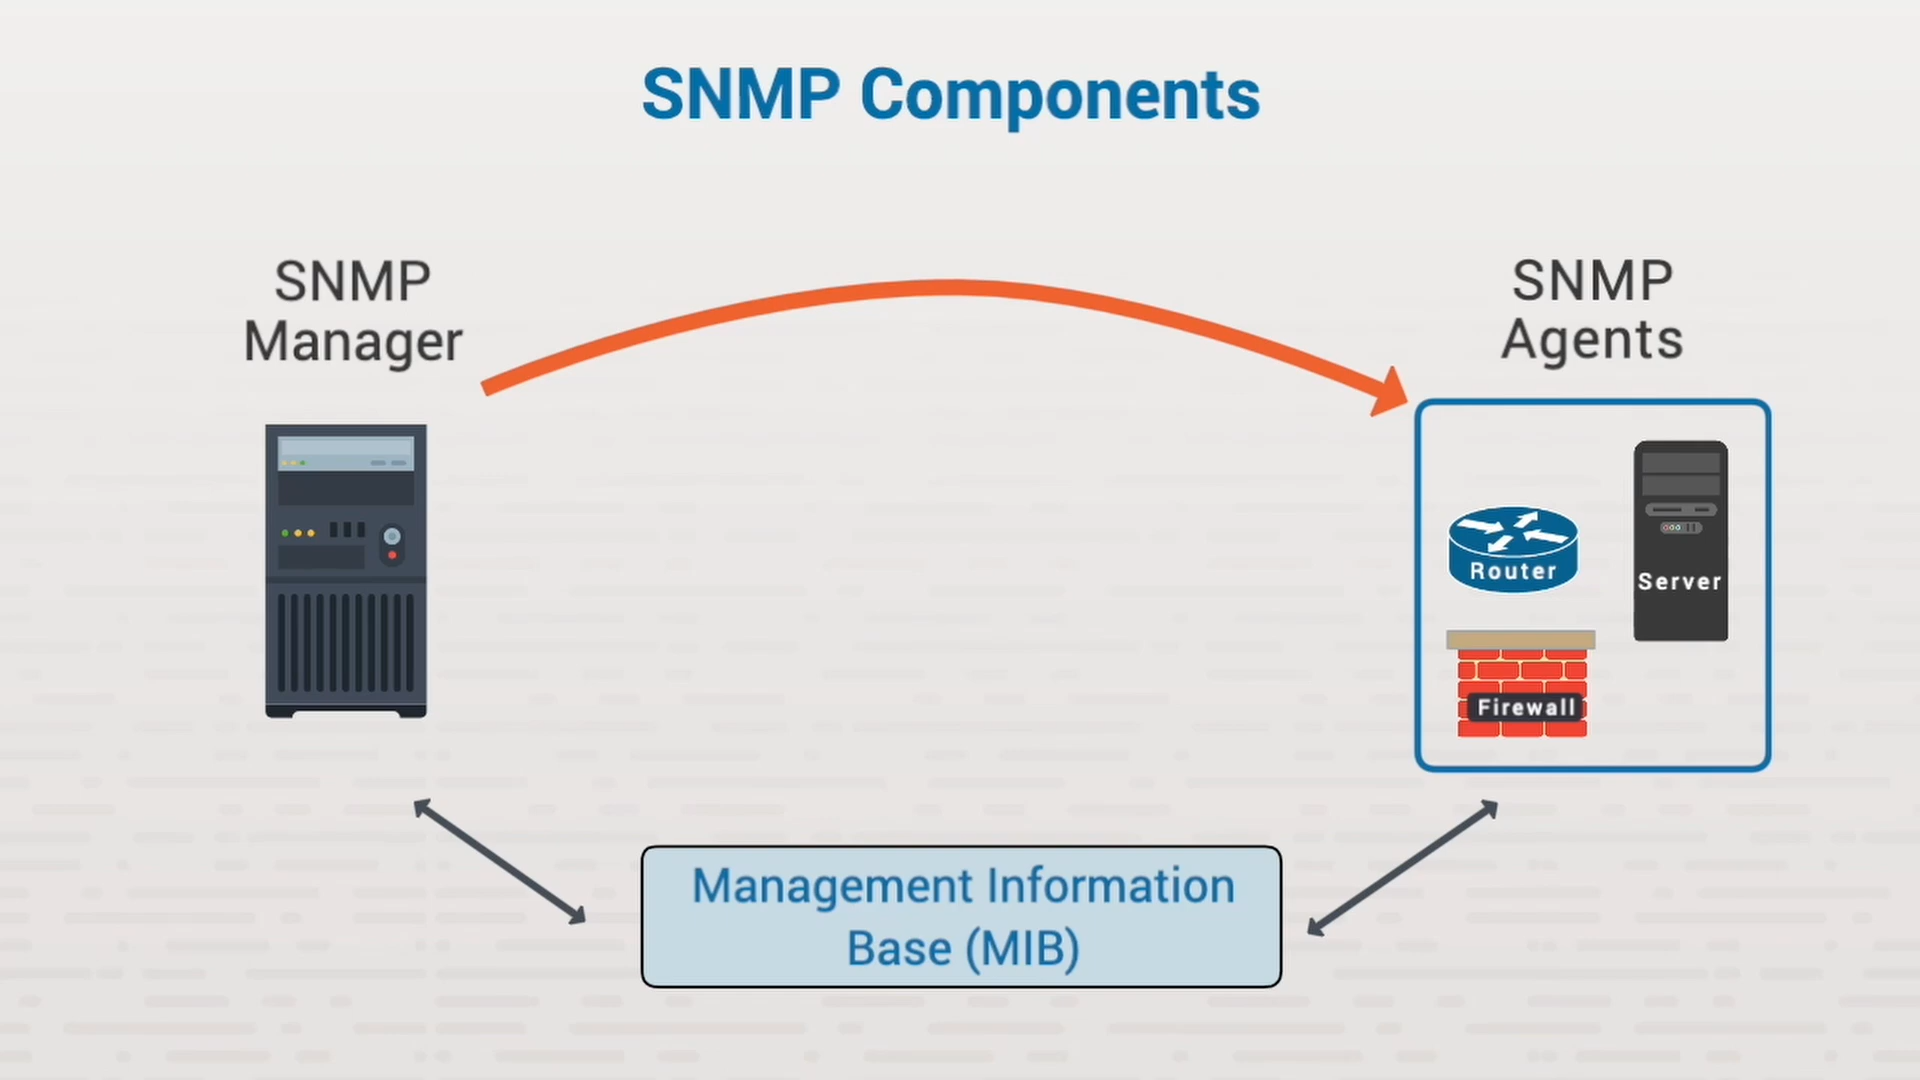 SNMP Components
SNMP
Manager
SNMP
Agents
Router
Server
Firewall
Management Information
Base (MIB)